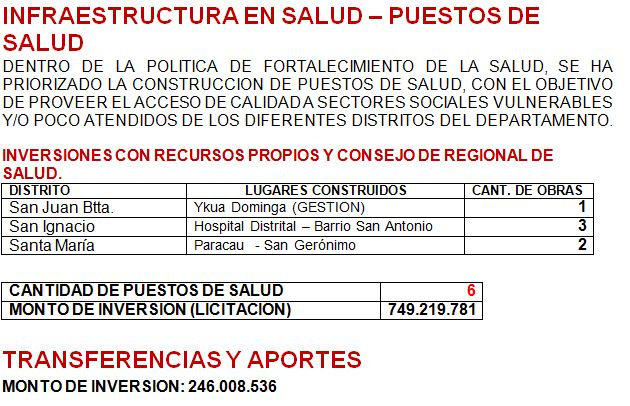 INFRAESTRUCTURA EN SALUD – PUESTOS DE
SALUD
DENTRO DE LA POLITICA DE FORTALECIMIENTO DE LA SALUD, SE HA
PRIORIZADO LA CONSTRUCCION DE PUESTOS DE SALUD, CON EL OBJETIVO
DE PROVEER EL ACCESO DE CALIDAD A SECTORES SOCIALES VULNERABLES
Y/O POCO ATENDIDOS DE LOS DIFERENTES DISTRITOS DEL DEPARTAMENTO.
INVERSIONES CON RECURSOS PROPIOS Y CONSEJO DE REGIONAL DE
SALUD.
DISTRITO LUGARES CONSTRUIDOS CANT. DE OBRAS
San Juan Btta. Ykua Dominga (GESTION) 1
San Ignacio Hospital Distrital – Barrio San Antonio 3
Santa María Paracau - San Gerónimo 2
CANTIDAD DE PUESTOS DE SALUD 6
MONTO DE INVERSION (LICITACION) 749.219.781
TRANSFERENCIAS Y APORTES
MONTO DE INVERSION: 246.008.536